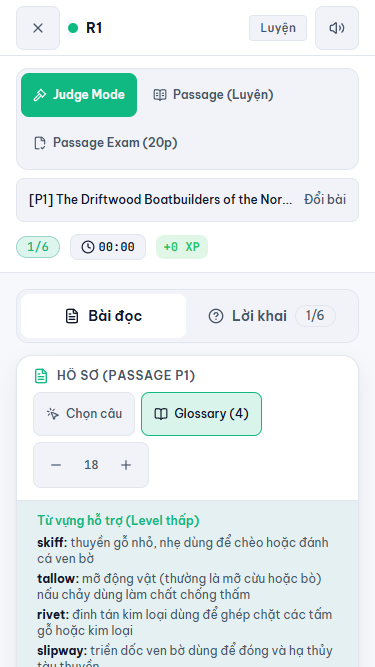 R1
Luyện
Judge Mode
Passage (Luyện)
Passage Exam (20p)
[P1] The Driftwood Boatbuilders of the Nor...
Đổi bài
1/6
00:00
+0 XP
Bài đọc
Lời khai
1/6
HỒ SƠ (PASSAGE P1)
Chọn câu
Glossary (4)
18
Từ vựng hỗ trợ (Level thấp)
skiff: thuyền gỗ nhỏ, nhẹ dùng để chèo hoặc đánh
cá ven bờ
tallow: mỡ động vật (thường là mỡ cừu hoặc bò)
nấu chảy dùng làm chất chống thấm
rivet: đinh tán kim loại dùng để ghép chặt các tấm
gỗ hoặc kim loại
slipway: triền dốc ven bờ dùng để đóng và hạ thủy
tàu thuyền